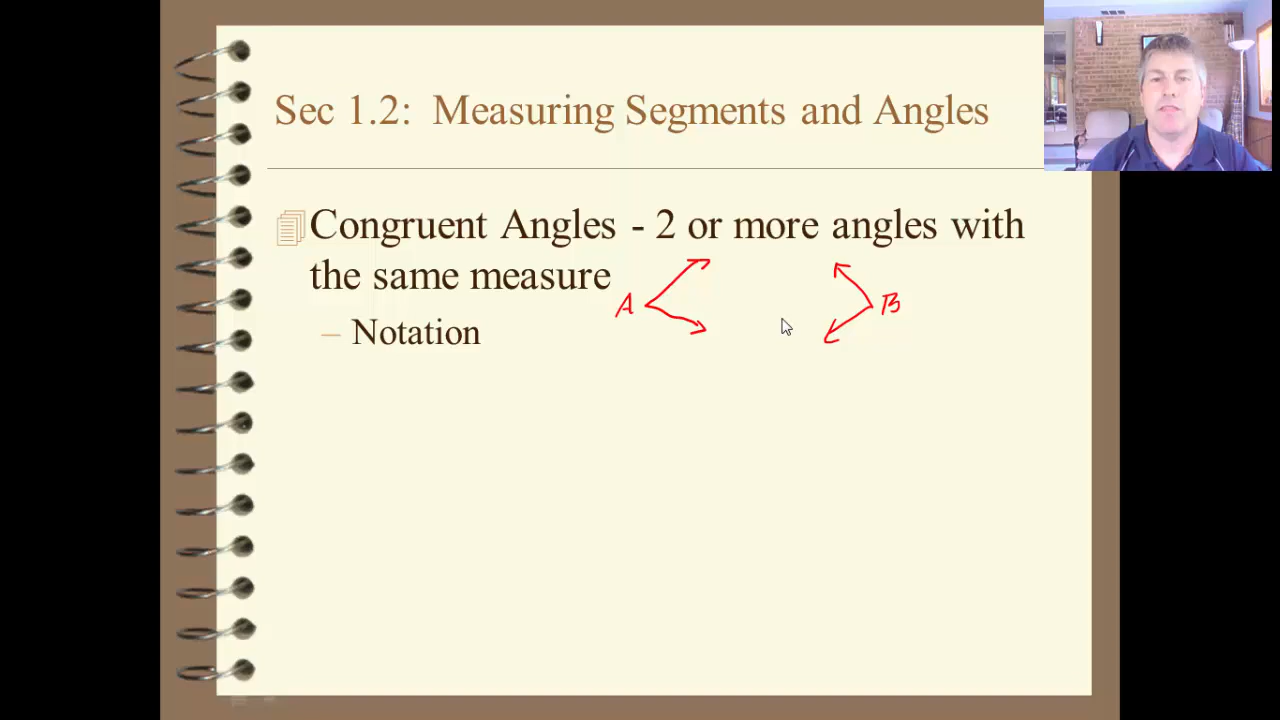 Sec 1.2: Measuring Segments and Angles
Congruent Angles - 2 or more angles with
the same measure
A B
– Notation